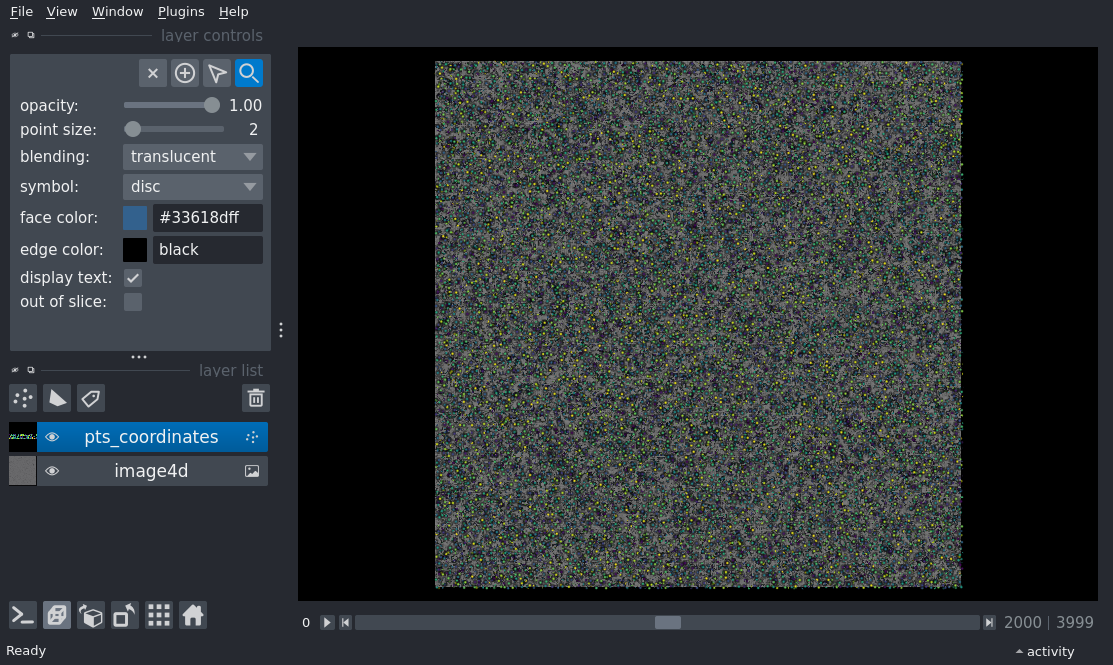 File View Window Plugins Help
layer controls
opacity: 1.00
point size: 2
blending: translucent
symbol: disc
face color: #33618dff
edge color: black
display text:
out of slice:
layer list
pts_coordinates
image4d
0 2000 | 3999
Ready activity